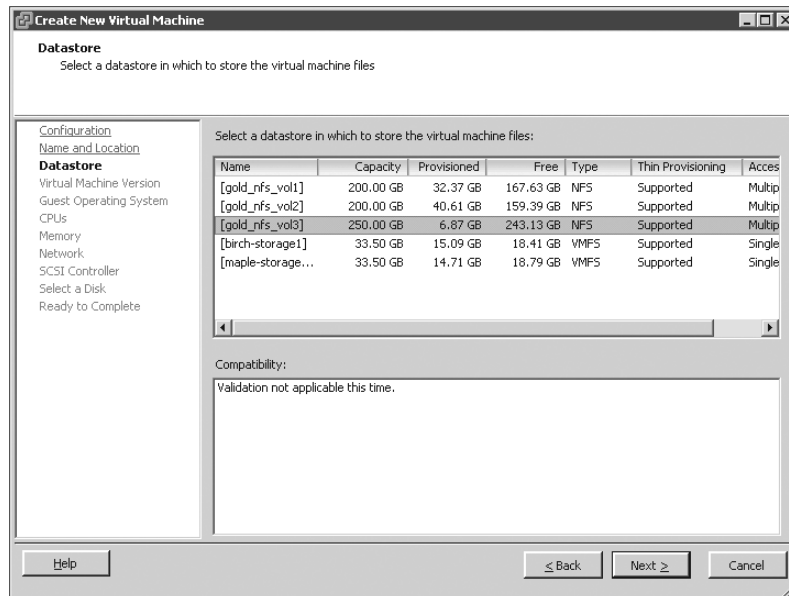 Create New Virtual Machine
Datastore
Select a datastore in which to store the virtual machine files
Configuration
Name and Location
Datastore
Virtual Machine Version
Guest Operating System
CPUs
Memory
Network
SCSI Controller
Select a Disk
Ready to Complete
Select a datastore in which to store the virtual machine files:
Name Capacity Provisioned Free Type Thin Provisioning Acces
[gold_nfs_vol1] 200.00 GB 32.37 GB 167.63 GB NFS Supported Multip
[gold_nfs_vol2] 200.00 GB 40.61 GB 159.39 GB NFS Supported Multip
[gold_nfs_vol3] 250.00 GB 6.87 GB 243.13 GB NFS Supported Multip
[birch-storage1] 33.50 GB 15.09 GB 18.41 GB VMFS Supported Single
[maple-storage... 33.50 GB 14.71 GB 18.79 GB VMFS Supported Single
Compatibility:
Validation not applicable this time.
Help
< Back
Next >
Cancel